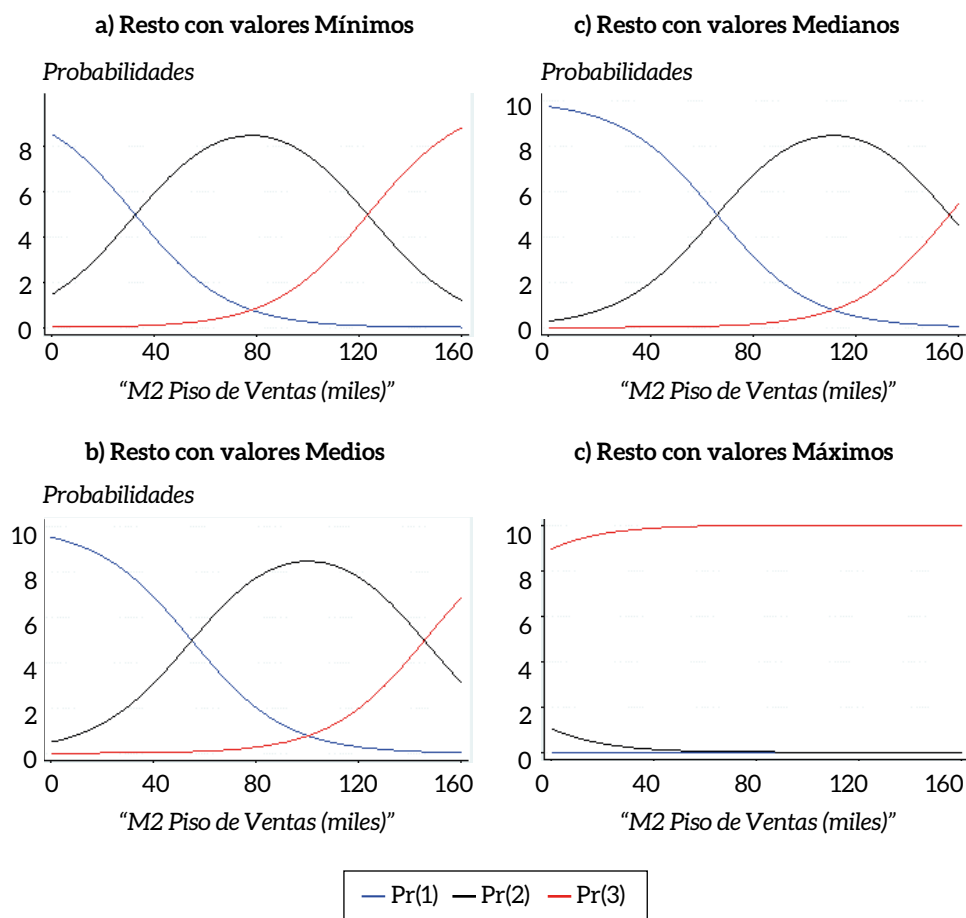 a) Resto con valores Mínimos
Probabilidades
8
6
4
2
0
0 40 80 120 160
“M2 Piso de Ventas (miles)”
c) Resto con valores Medianos
10
8
6
4
2
0
0 40 80 120 160
“M2 Piso de Ventas (miles)”
b) Resto con valores Medios
Probabilidades
10
8
6
4
2
0
0 40 80 120 160
“M2 Piso de Ventas (miles)”
c) Resto con valores Máximos
10
8
6
4
2
0
0 40 80 120 160
“M2 Piso de Ventas (miles)”
Pr(1) Pr(2) Pr(3)